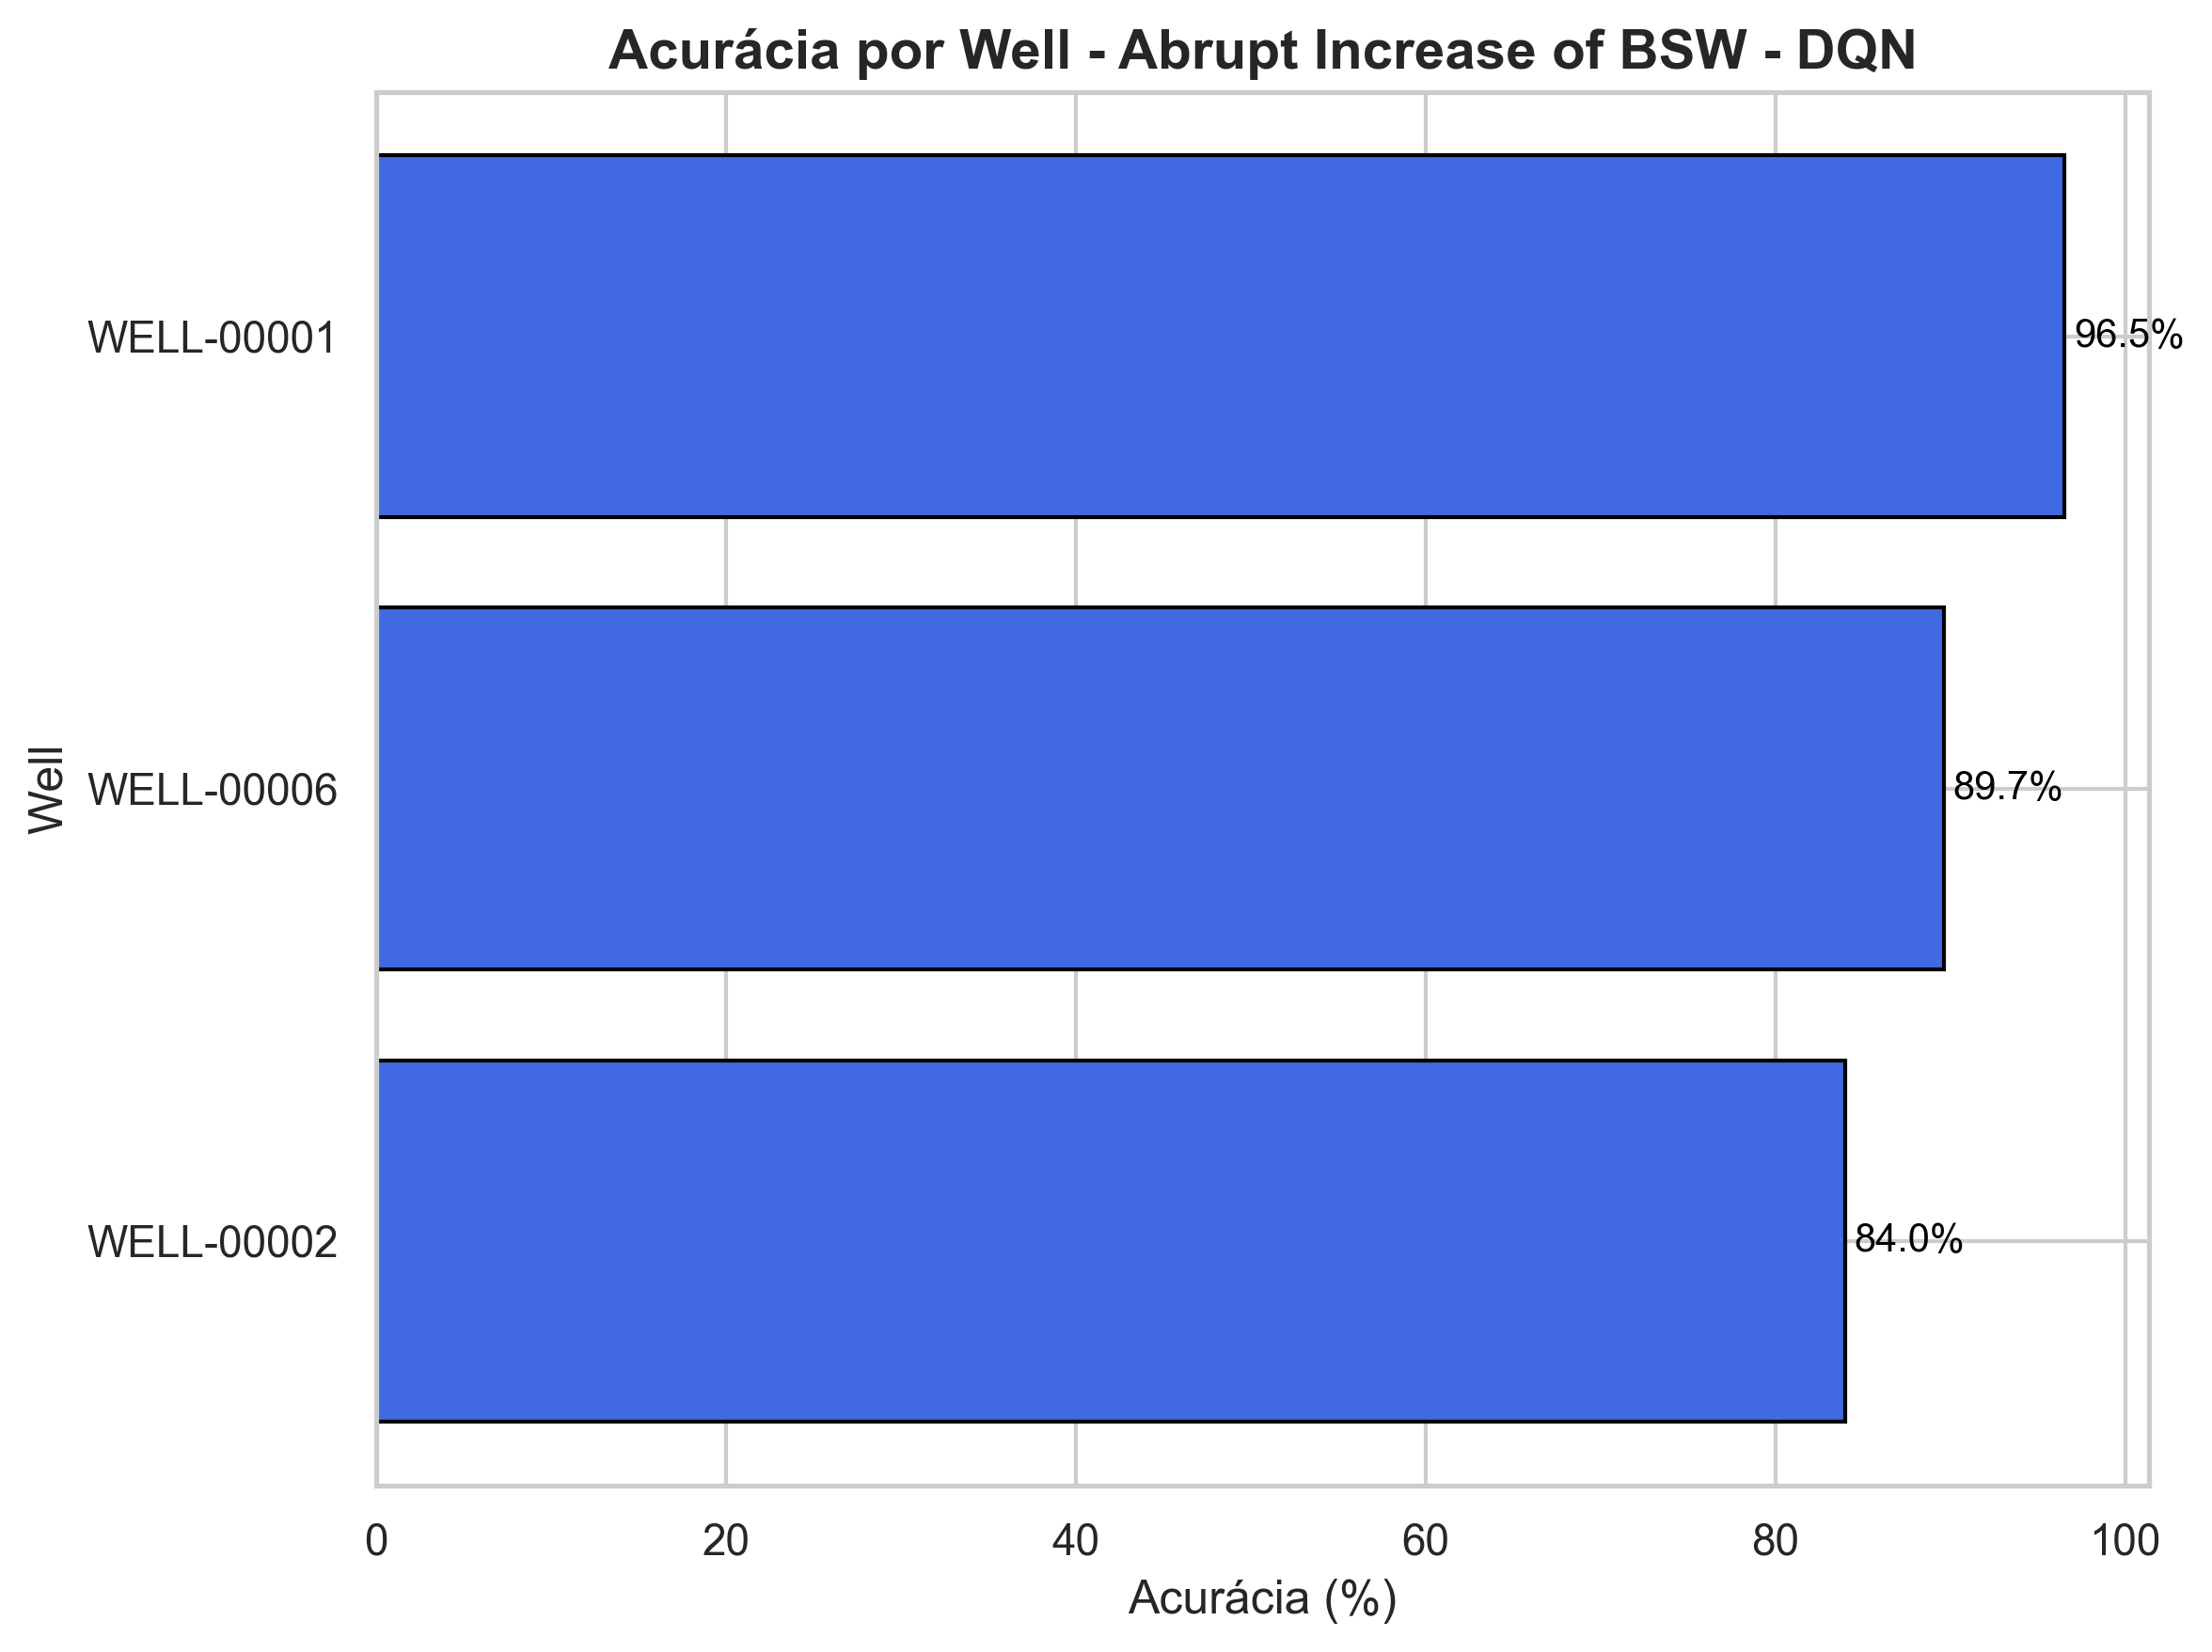 Acurácia por Well - Abrupt Increase of BSW - DQN
WELL-00001
96.5%
WELL-00006
89.7%
WELL-00002
84.0%
Well
0 20 40 60 80 100
Acurácia (%)